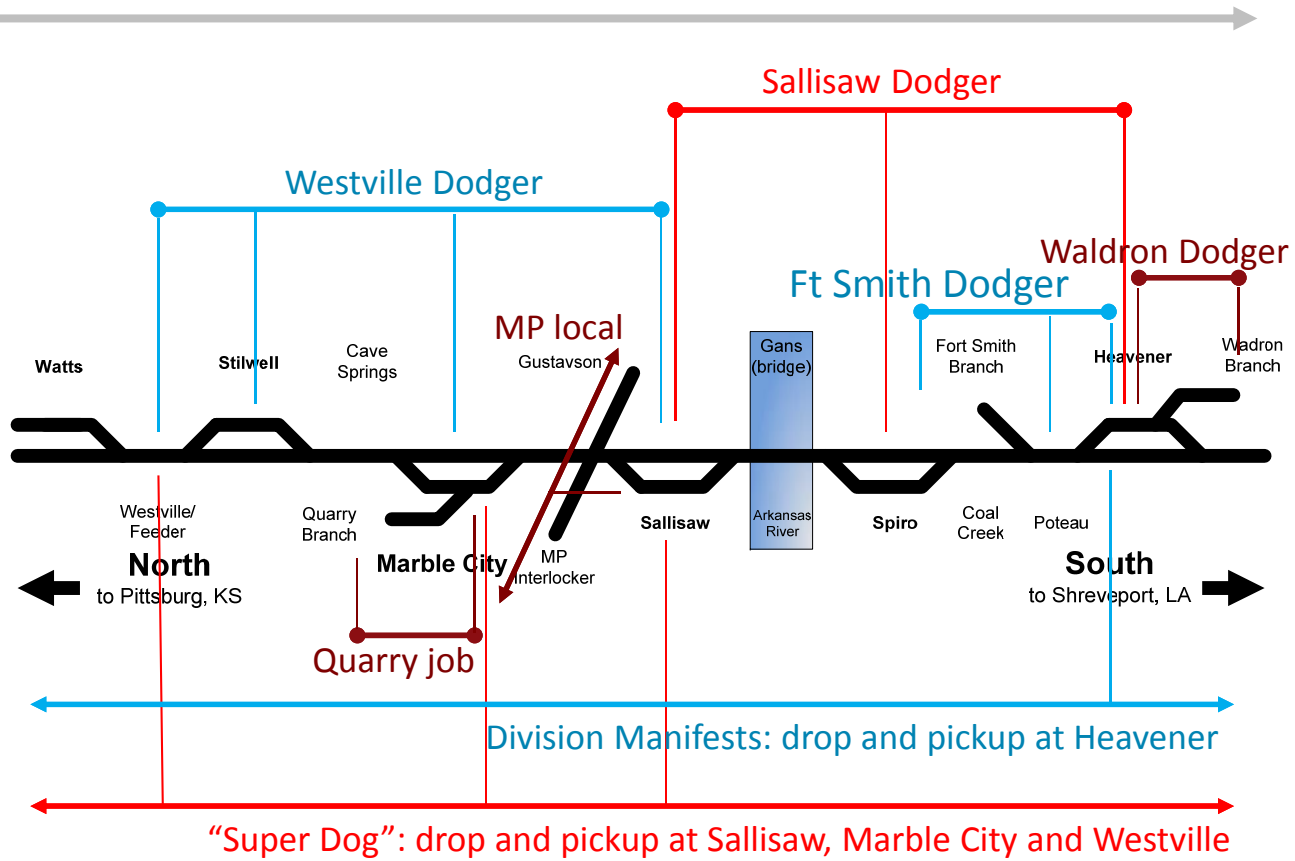 Sallisaw Dodger
Westville Dodger
Waldron Dodger
Ft Smith Dodger
MP local
Watts
Stilwell
Cave
Springs
Gustavson
Gans
(bridge)
Fort Smith
Branch
Heavener
Wadron
Branch
Westville/
Feeder
Quarry
Branch
Marble City
MP
Interlocker
Sallisaw
Arkansas
River
Spiro
Coal
Creek
Poteau
North
to Pittsburg, KS
South
to Shreveport, LA
Quarry job
Division Manifests: drop and pickup at Heavener
“Super Dog”: drop and pickup at Sallisaw, Marble City and Westville